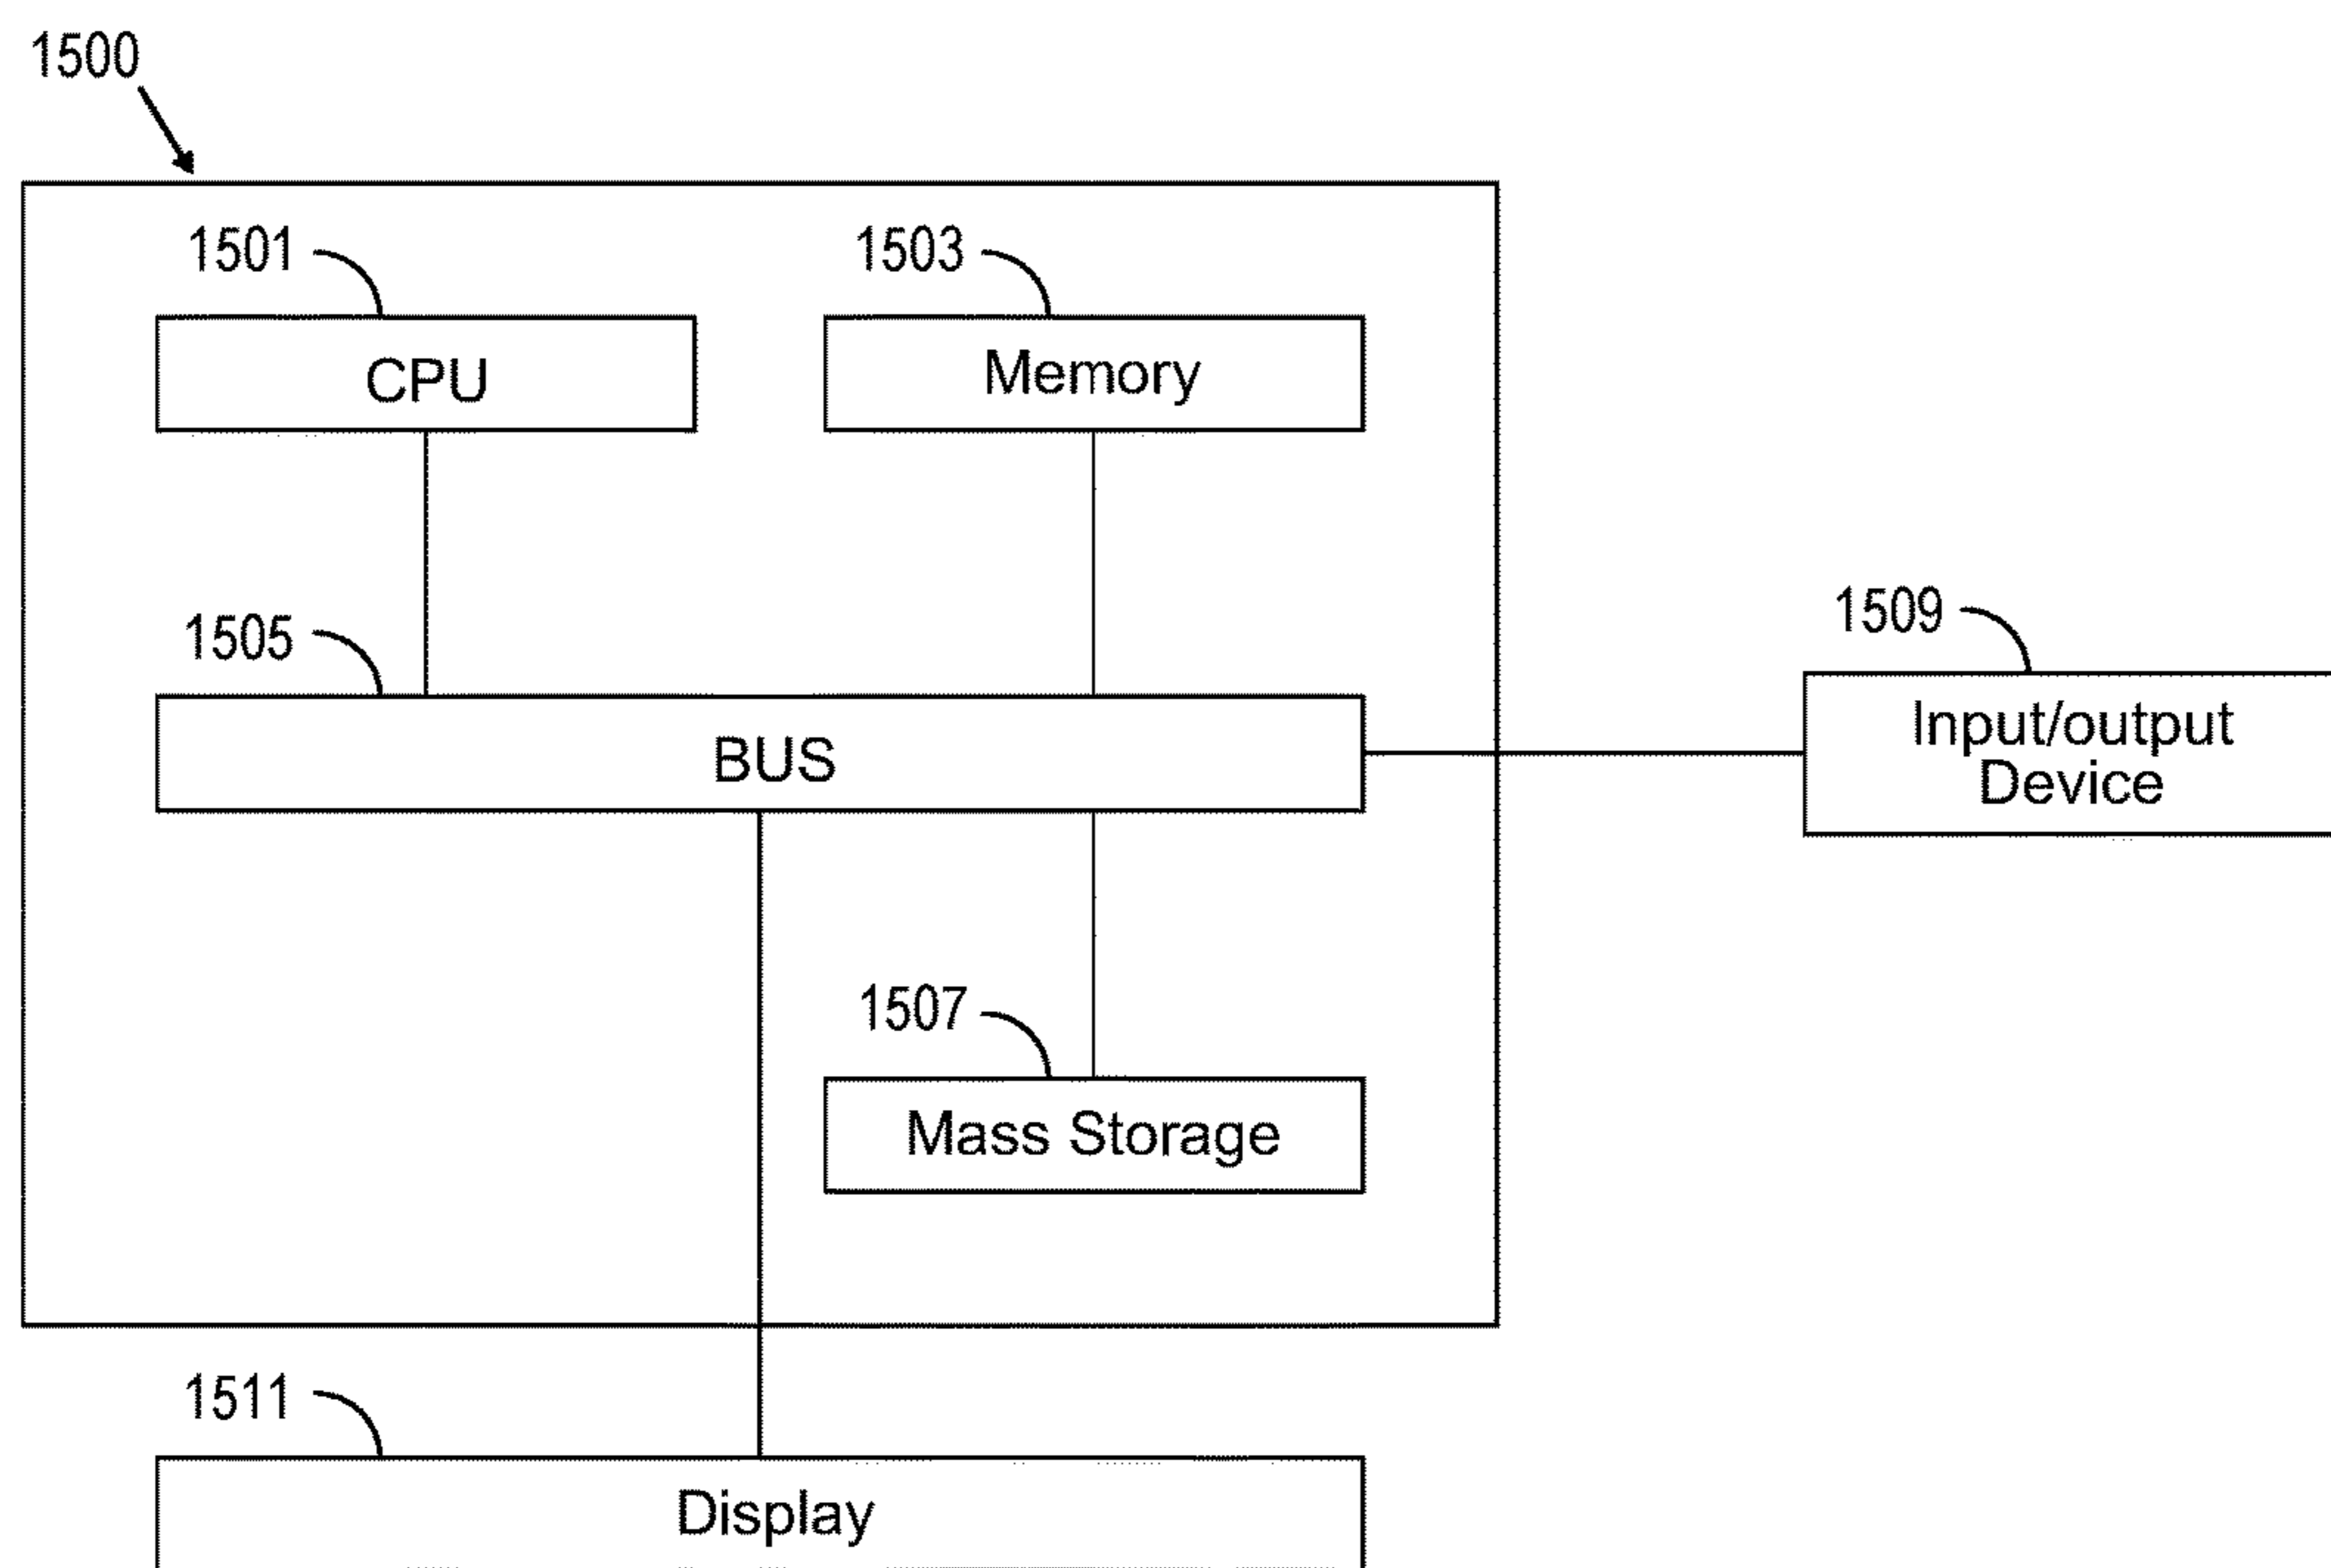 1500
1501
1503
CPU
Memory
1505
1509
BUS
Input/output
Device
1507
Mass Storage
1511
Display